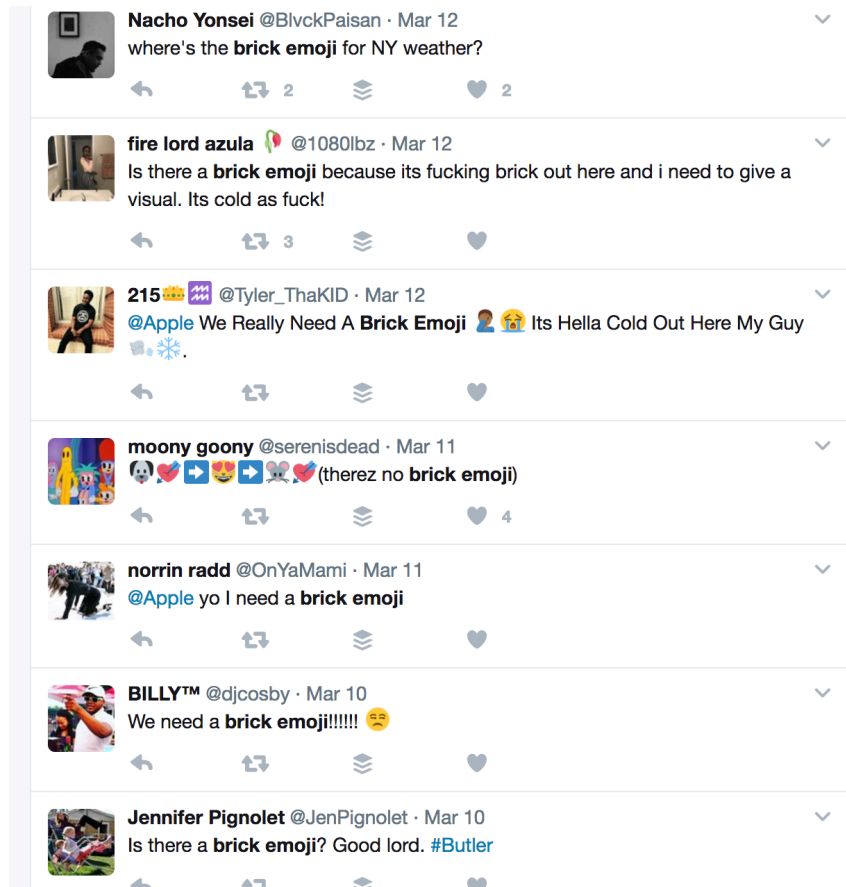 Nacho Yonsei @BlvckPaisan · Mar 12
where's the brick emoji for NY weather?
2 2
fire lord azula 🥀 @1080lbz · Mar 12
Is there a brick emoji because its fucking brick out here and i need to give a
visual. Its cold as fuck!
3
215👑♒ @Tyler_ThaKID · Mar 12
@Apple We Really Need A Brick Emoji 🤦🏾‍♂️😭 Its Hella Cold Out Here My Guy
🌬❄️.
moony goony @serenisdead · Mar 11
🐶💘➡️😻➡️🐭💘(therez no brick emoji)
4
norrin radd @OnYaMami · Mar 11
@Apple yo I need a brick emoji
BILLY™ @djcosby · Mar 10
We need a brick emoji!!!!!! 😒
Jennifer Pignolet @JenPignolet · Mar 10
Is there a brick emoji? Good lord. #Butler